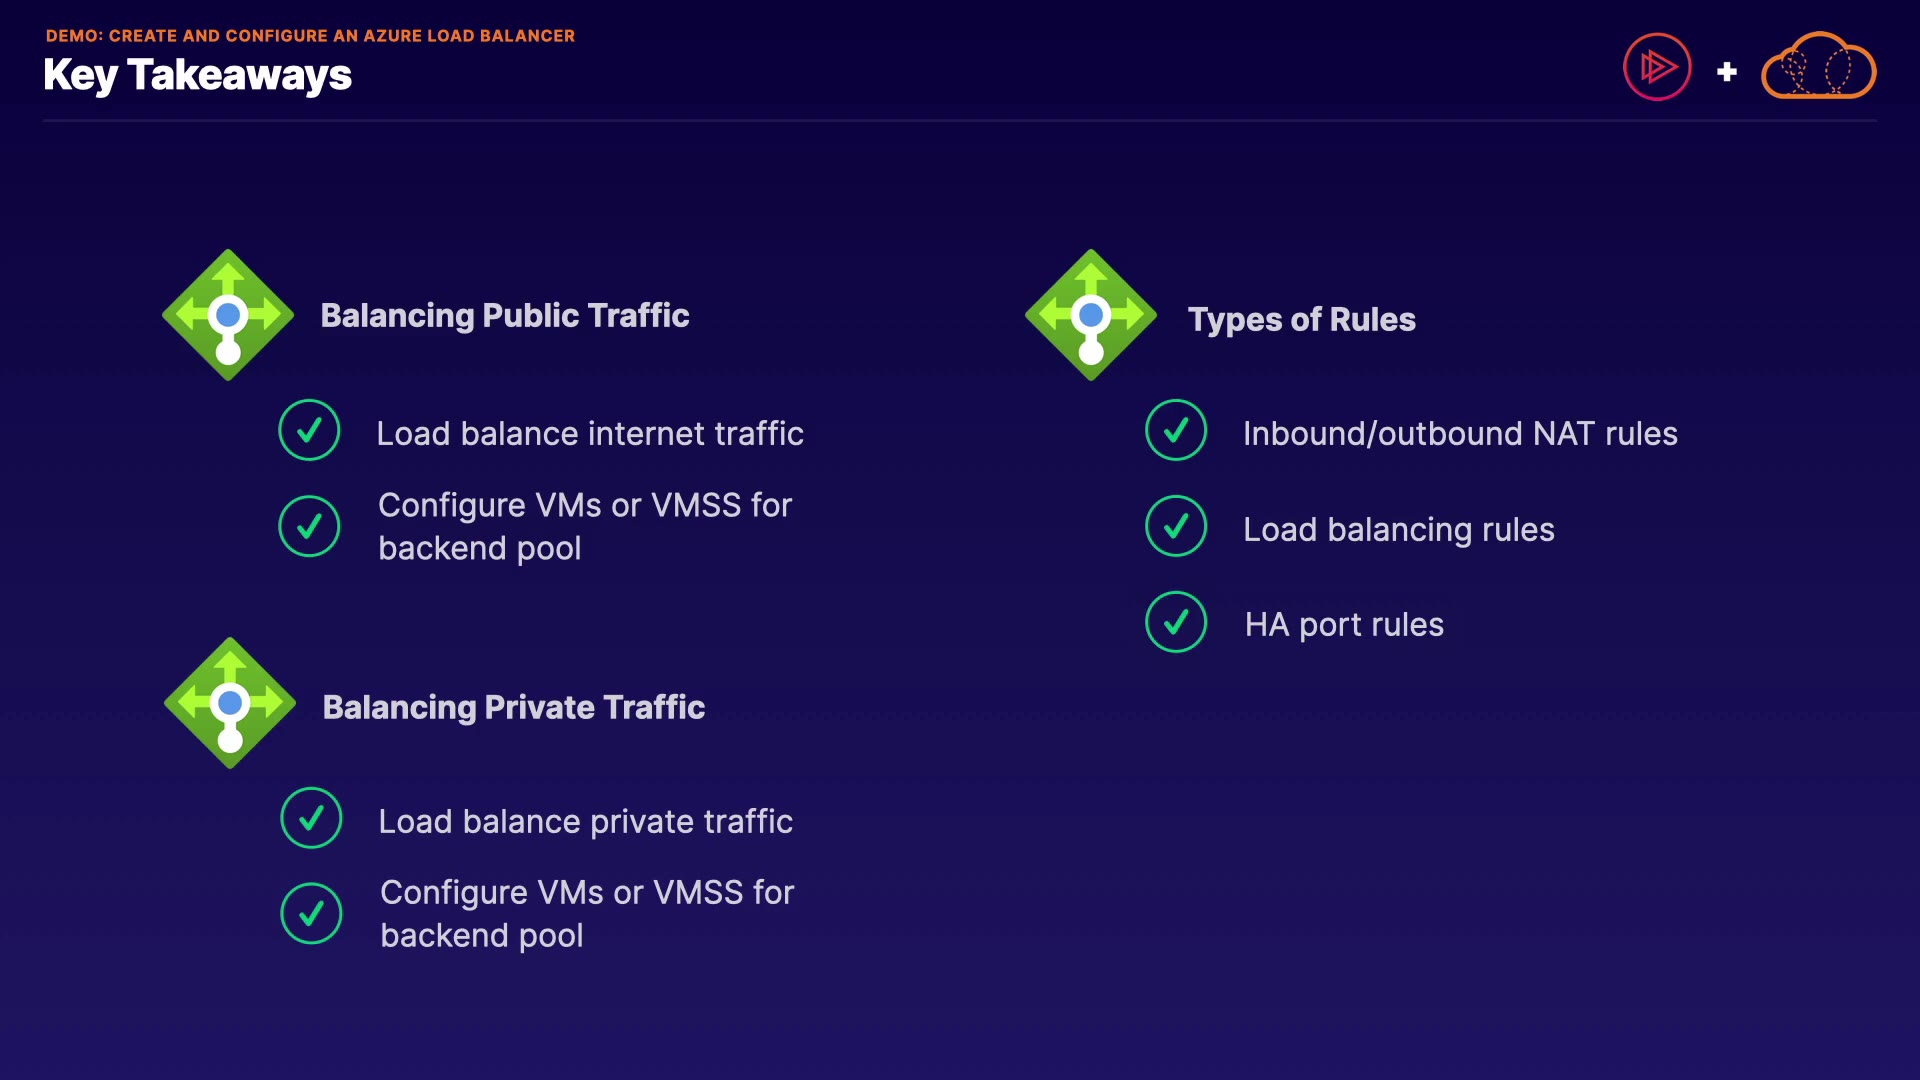 DEMO: CREATE AND CONFIGURE AN AZURE LOAD BALANCER
Key Takeaways
Balancing Public Traffic
Load balance internet traffic
Configure VMs or VMSS for
backend pool
Balancing Private Traffic
Load balance private traffic
Configure VMs or VMSS for
backend pool
Types of Rules
Inbound/outbound NAT rules
Load balancing rules
HA port rules